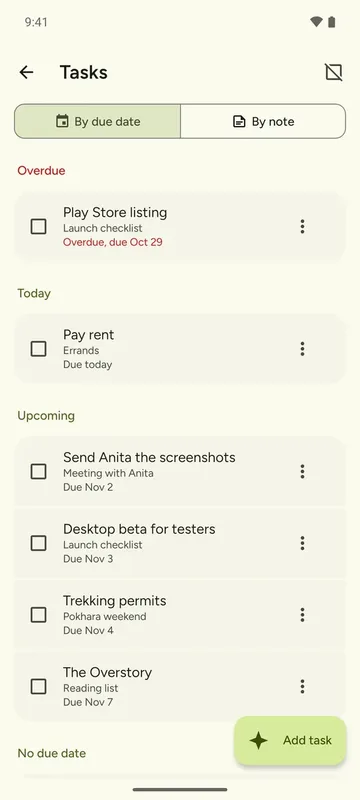 9:41
Tasks
By due date
By note
Overdue
Play Store listing
Launch checklist
Overdue, due Oct 29
Today
Pay rent
Errands
Due today
Upcoming
Send Anita the screenshots
Meeting with Anita
Due Nov 2
Desktop beta for testers
Launch checklist
Due Nov 3
Trekking permits
Pokhara weekend
Due Nov 4
The Overstory
Reading list
Due Nov 7
Add task
No due date